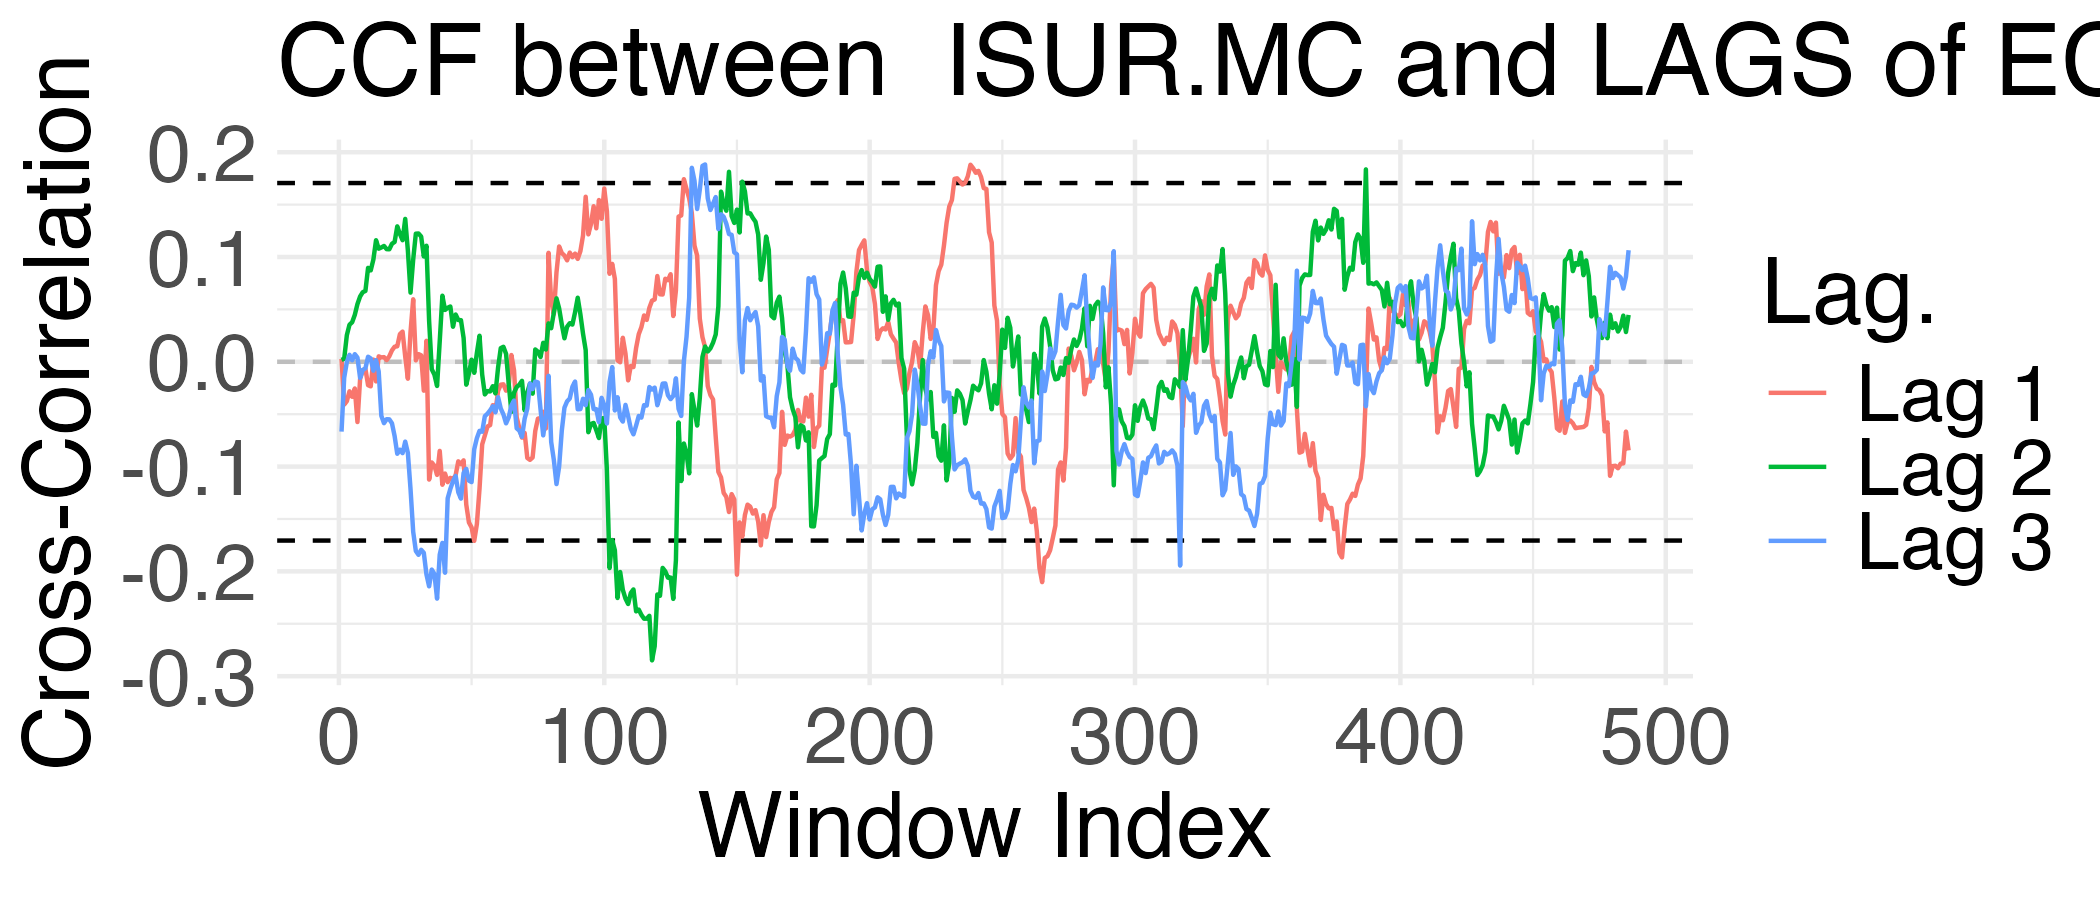 CCF between ISUR.MC and LAGS of
Cross-Correlation
0.2
0.1
0.0
-0.1
-0.2
-0.3
0 100 200 300 400 500
Window Index
Lag.
Lag 1
Lag 2
Lag 3